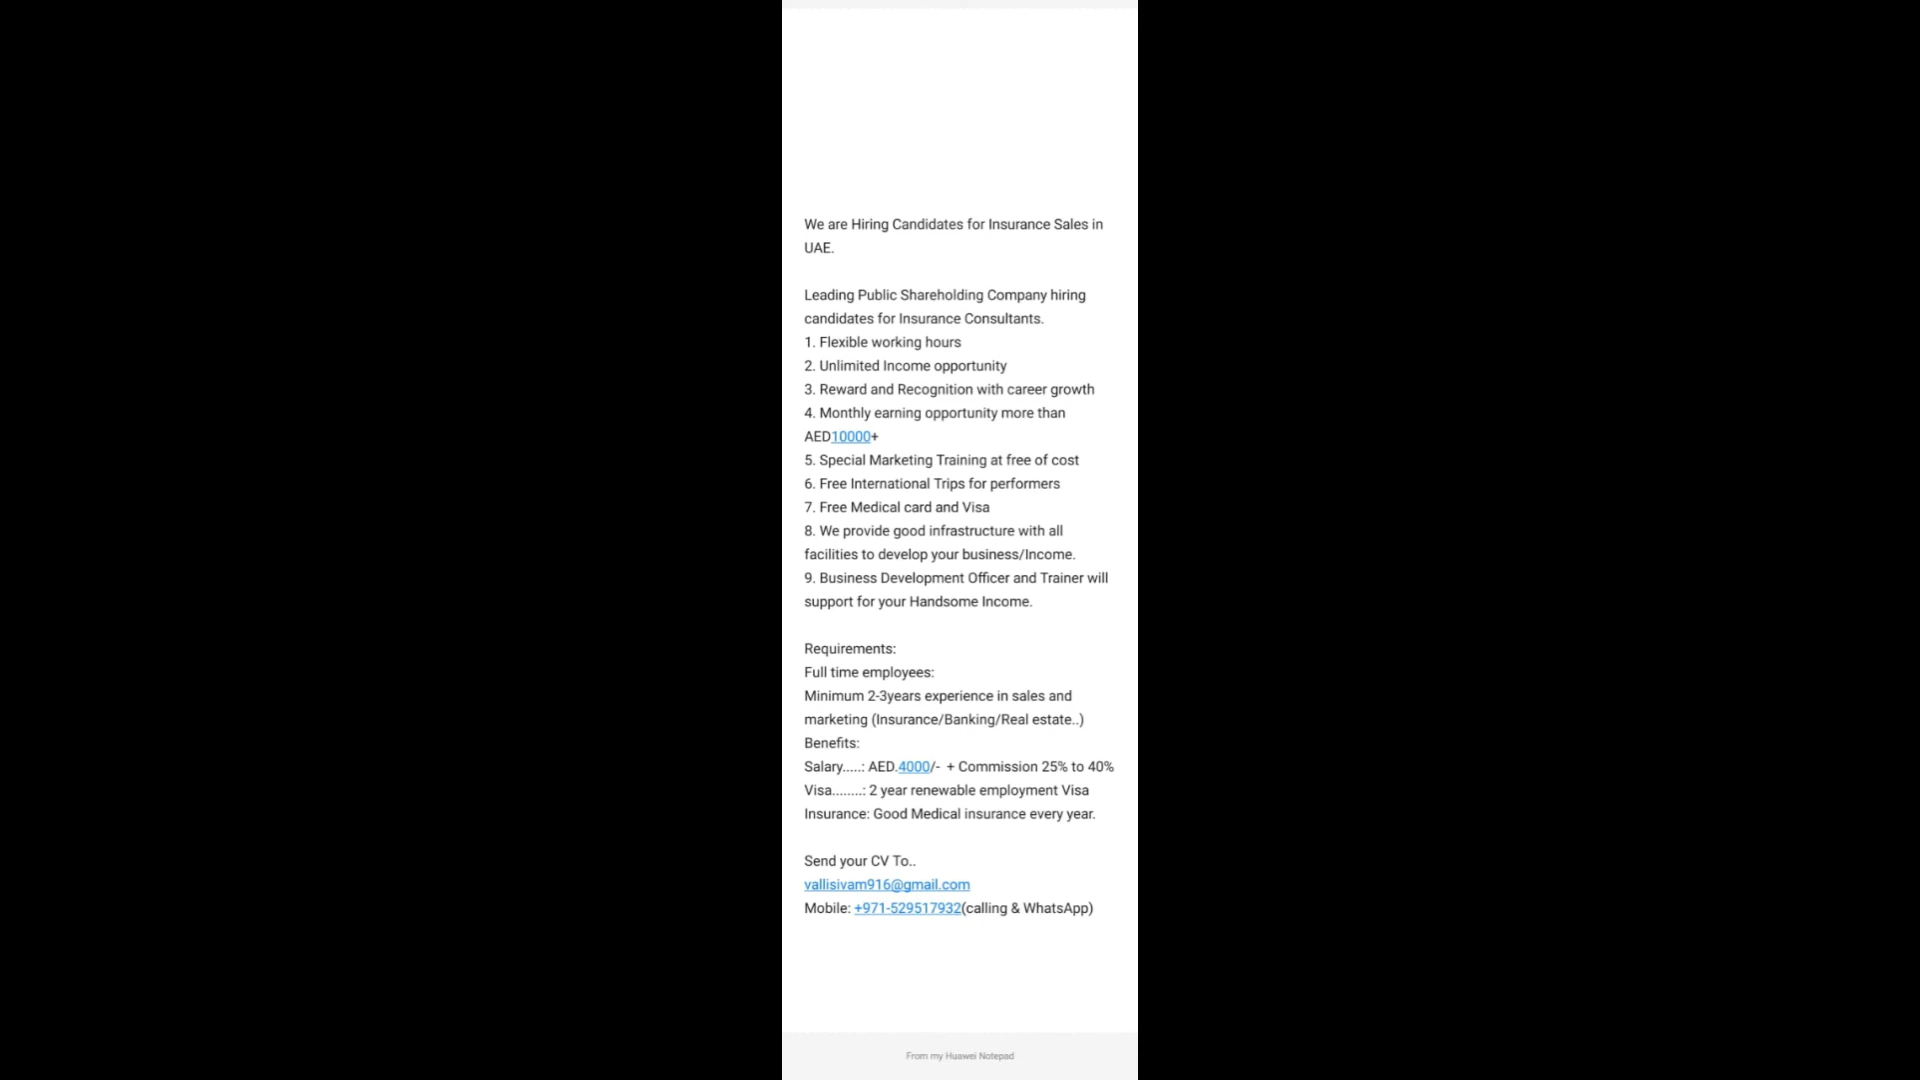 We are Hiring Candidates for Insurance Sales in
UAE.
Leading Public Shareholding Company hiring
candidates for Insurance Consultants.
1. Flexible working hours
2. Unlimited Income opportunity
3. Reward and Recognition with career growth
4. Monthly earning opportunity more than
AED10000+
5. Special Marketing Training at free of cost
6. Free International Trips for performers
7. Free Medical card and Visa
8. We provide good infrastructure with all
facilities to develop your business/Income.
9. Business Development Officer and Trainer will
support for your Handsome Income.
Requirements:
Full time employees:
Minimum 2-3years experience in sales and
marketing (Insurance/Banking/Real estate..)
Benefits:
Salary.....: AED.4000/-  + Commission 25% to 40%
Visa........: 2 year renewable employment Visa
Insurance: Good Medical insurance every year.
Send your CV To..
vallisivam916@gmail.com
Mobile: +971-529517932(calling & WhatsApp)
From my Huawei Notepad